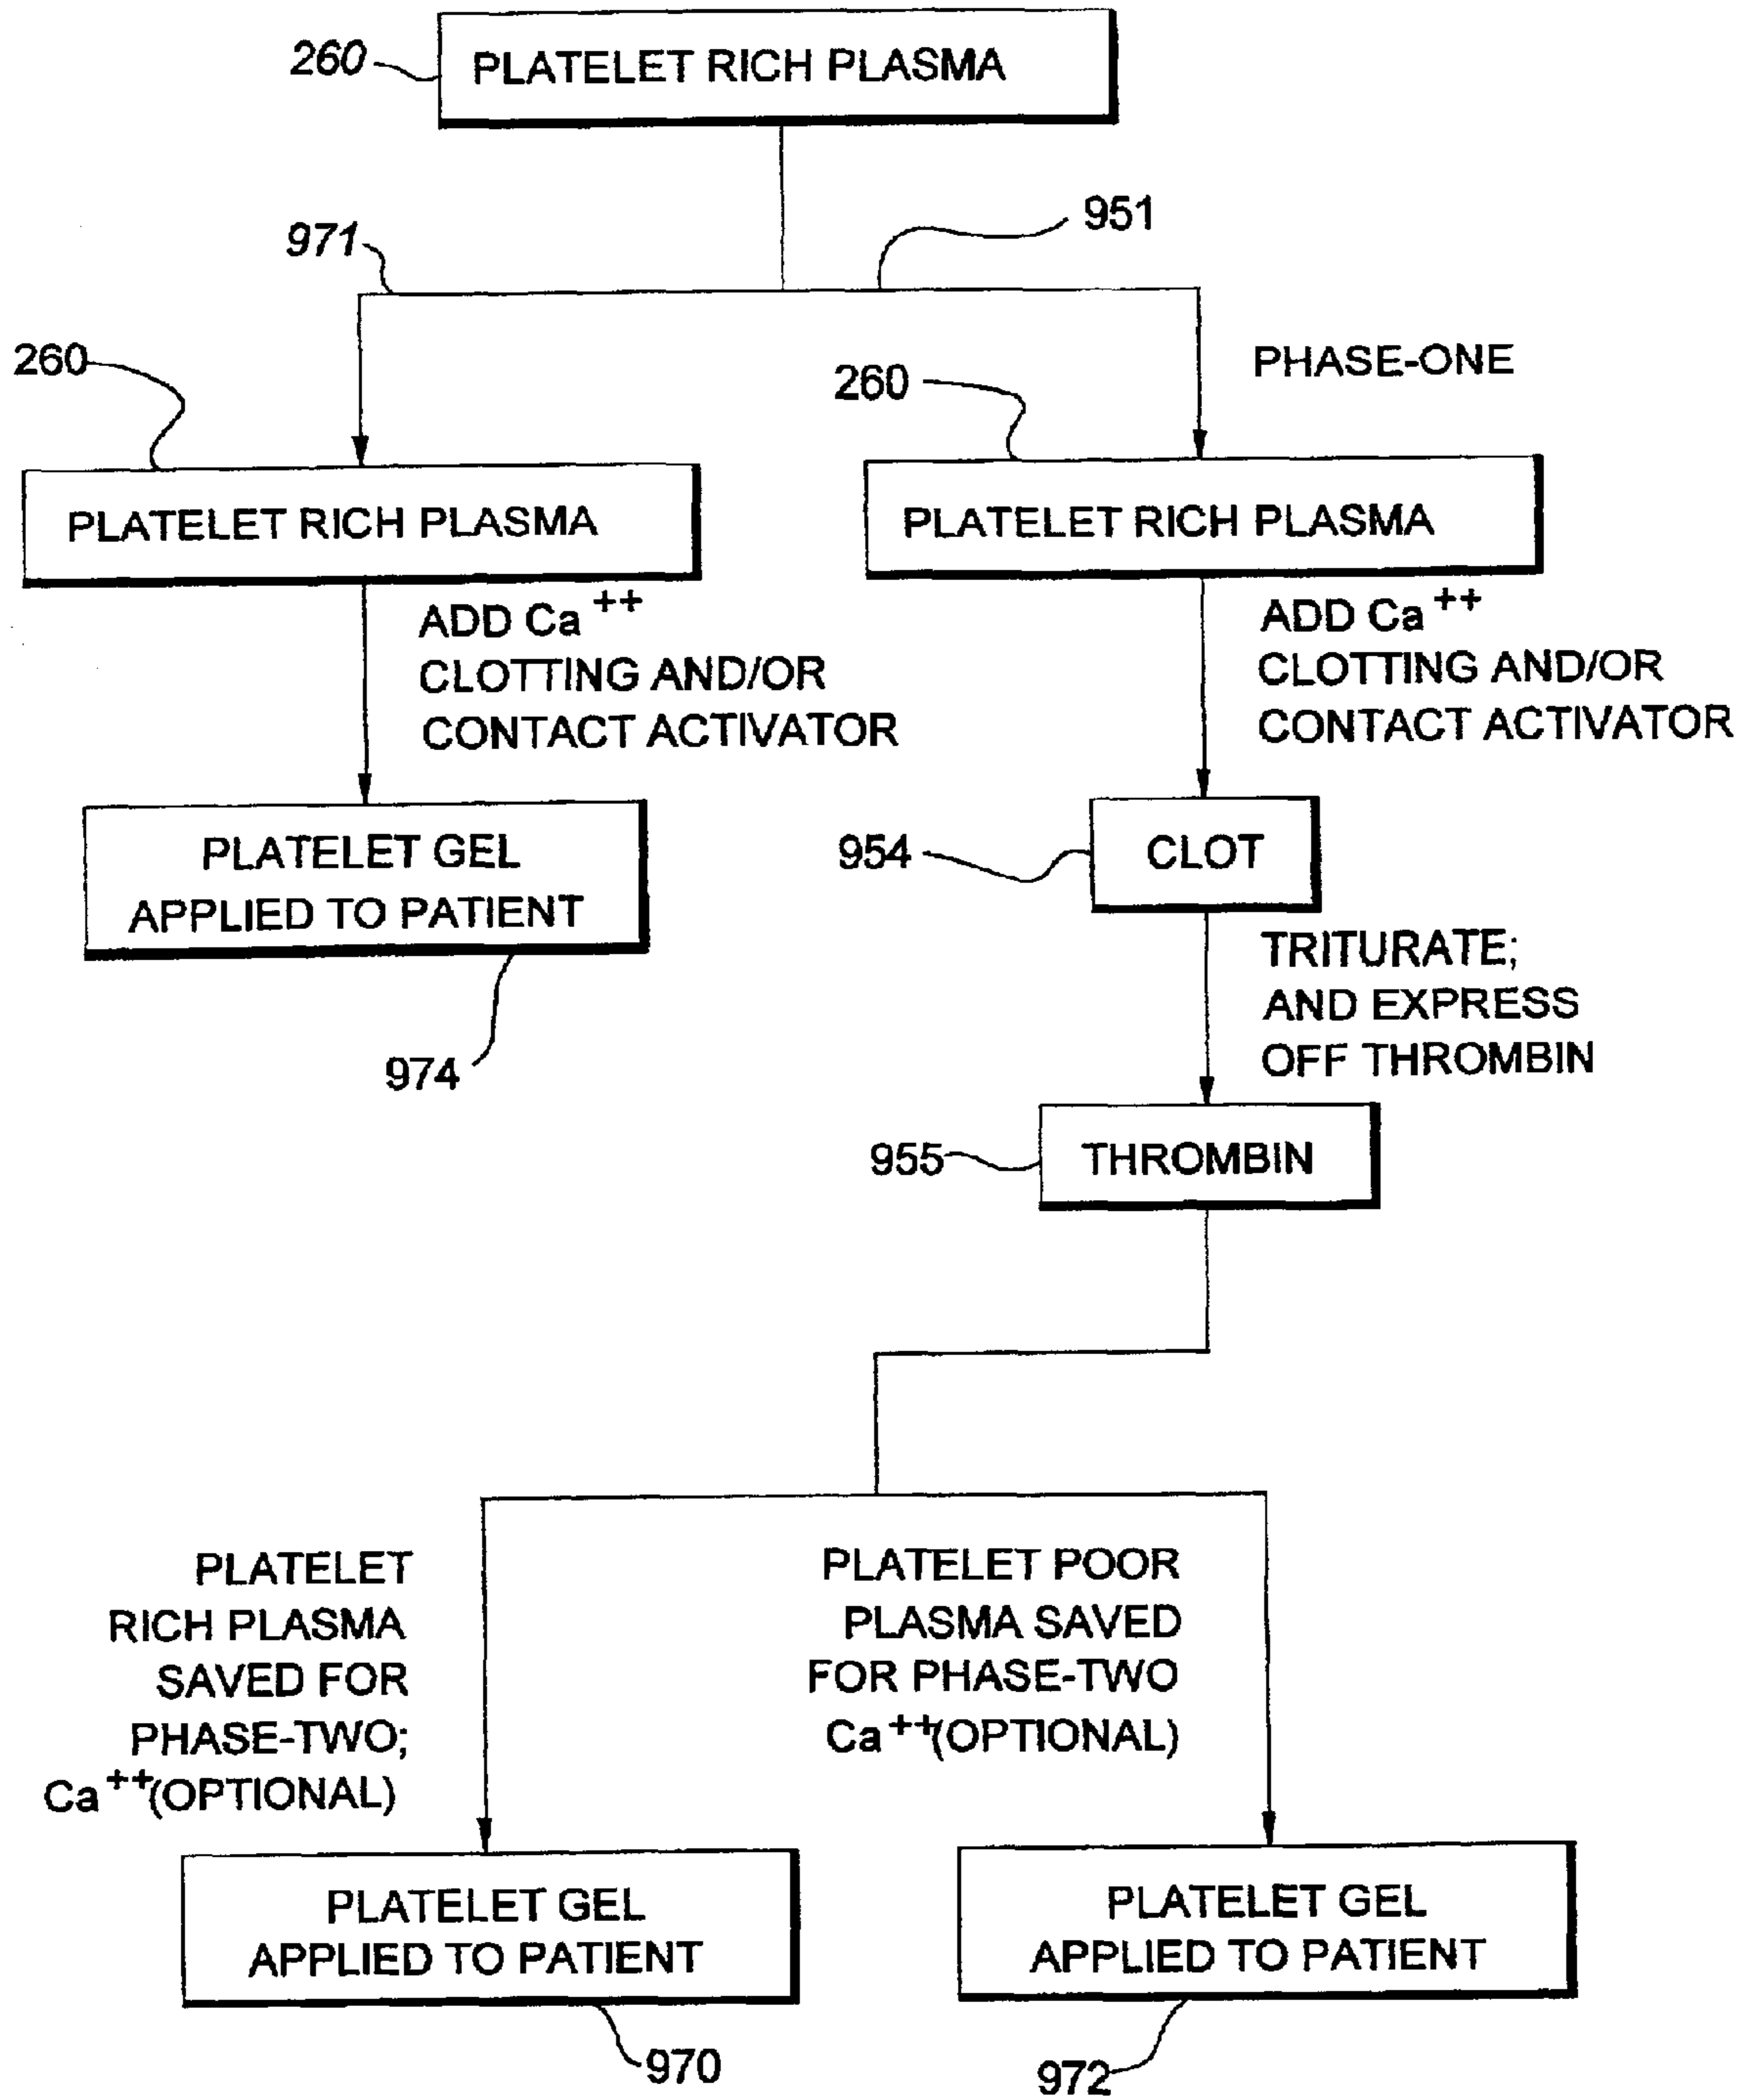 260
PLATELET RICH PLASMA
971
951
260
260
PHASE-ONE
PLATELET RICH PLASMA
PLATELET RICH PLASMA
ADD Ca++
CLOTTING AND/OR
CONTACT ACTIVATOR
ADD Ca++
CLOTTING AND/OR
CONTACT ACTIVATOR
PLATELET GEL
APPLIED TO PATIENT
974
954
CLOT
TRITURATE;
AND EXPRESS
OFF THROMBIN
955
THROMBIN
PLATELET
RICH PLASMA
SAVED FOR
PHASE-TWO;
Ca++(OPTIONAL)
PLATELET POOR
PLASMA SAVED
FOR PHASE-TWO
Ca++(OPTIONAL)
PLATELET GEL
APPLIED TO PATIENT
970
PLATELET GEL
APPLIED TO PATIENT
972